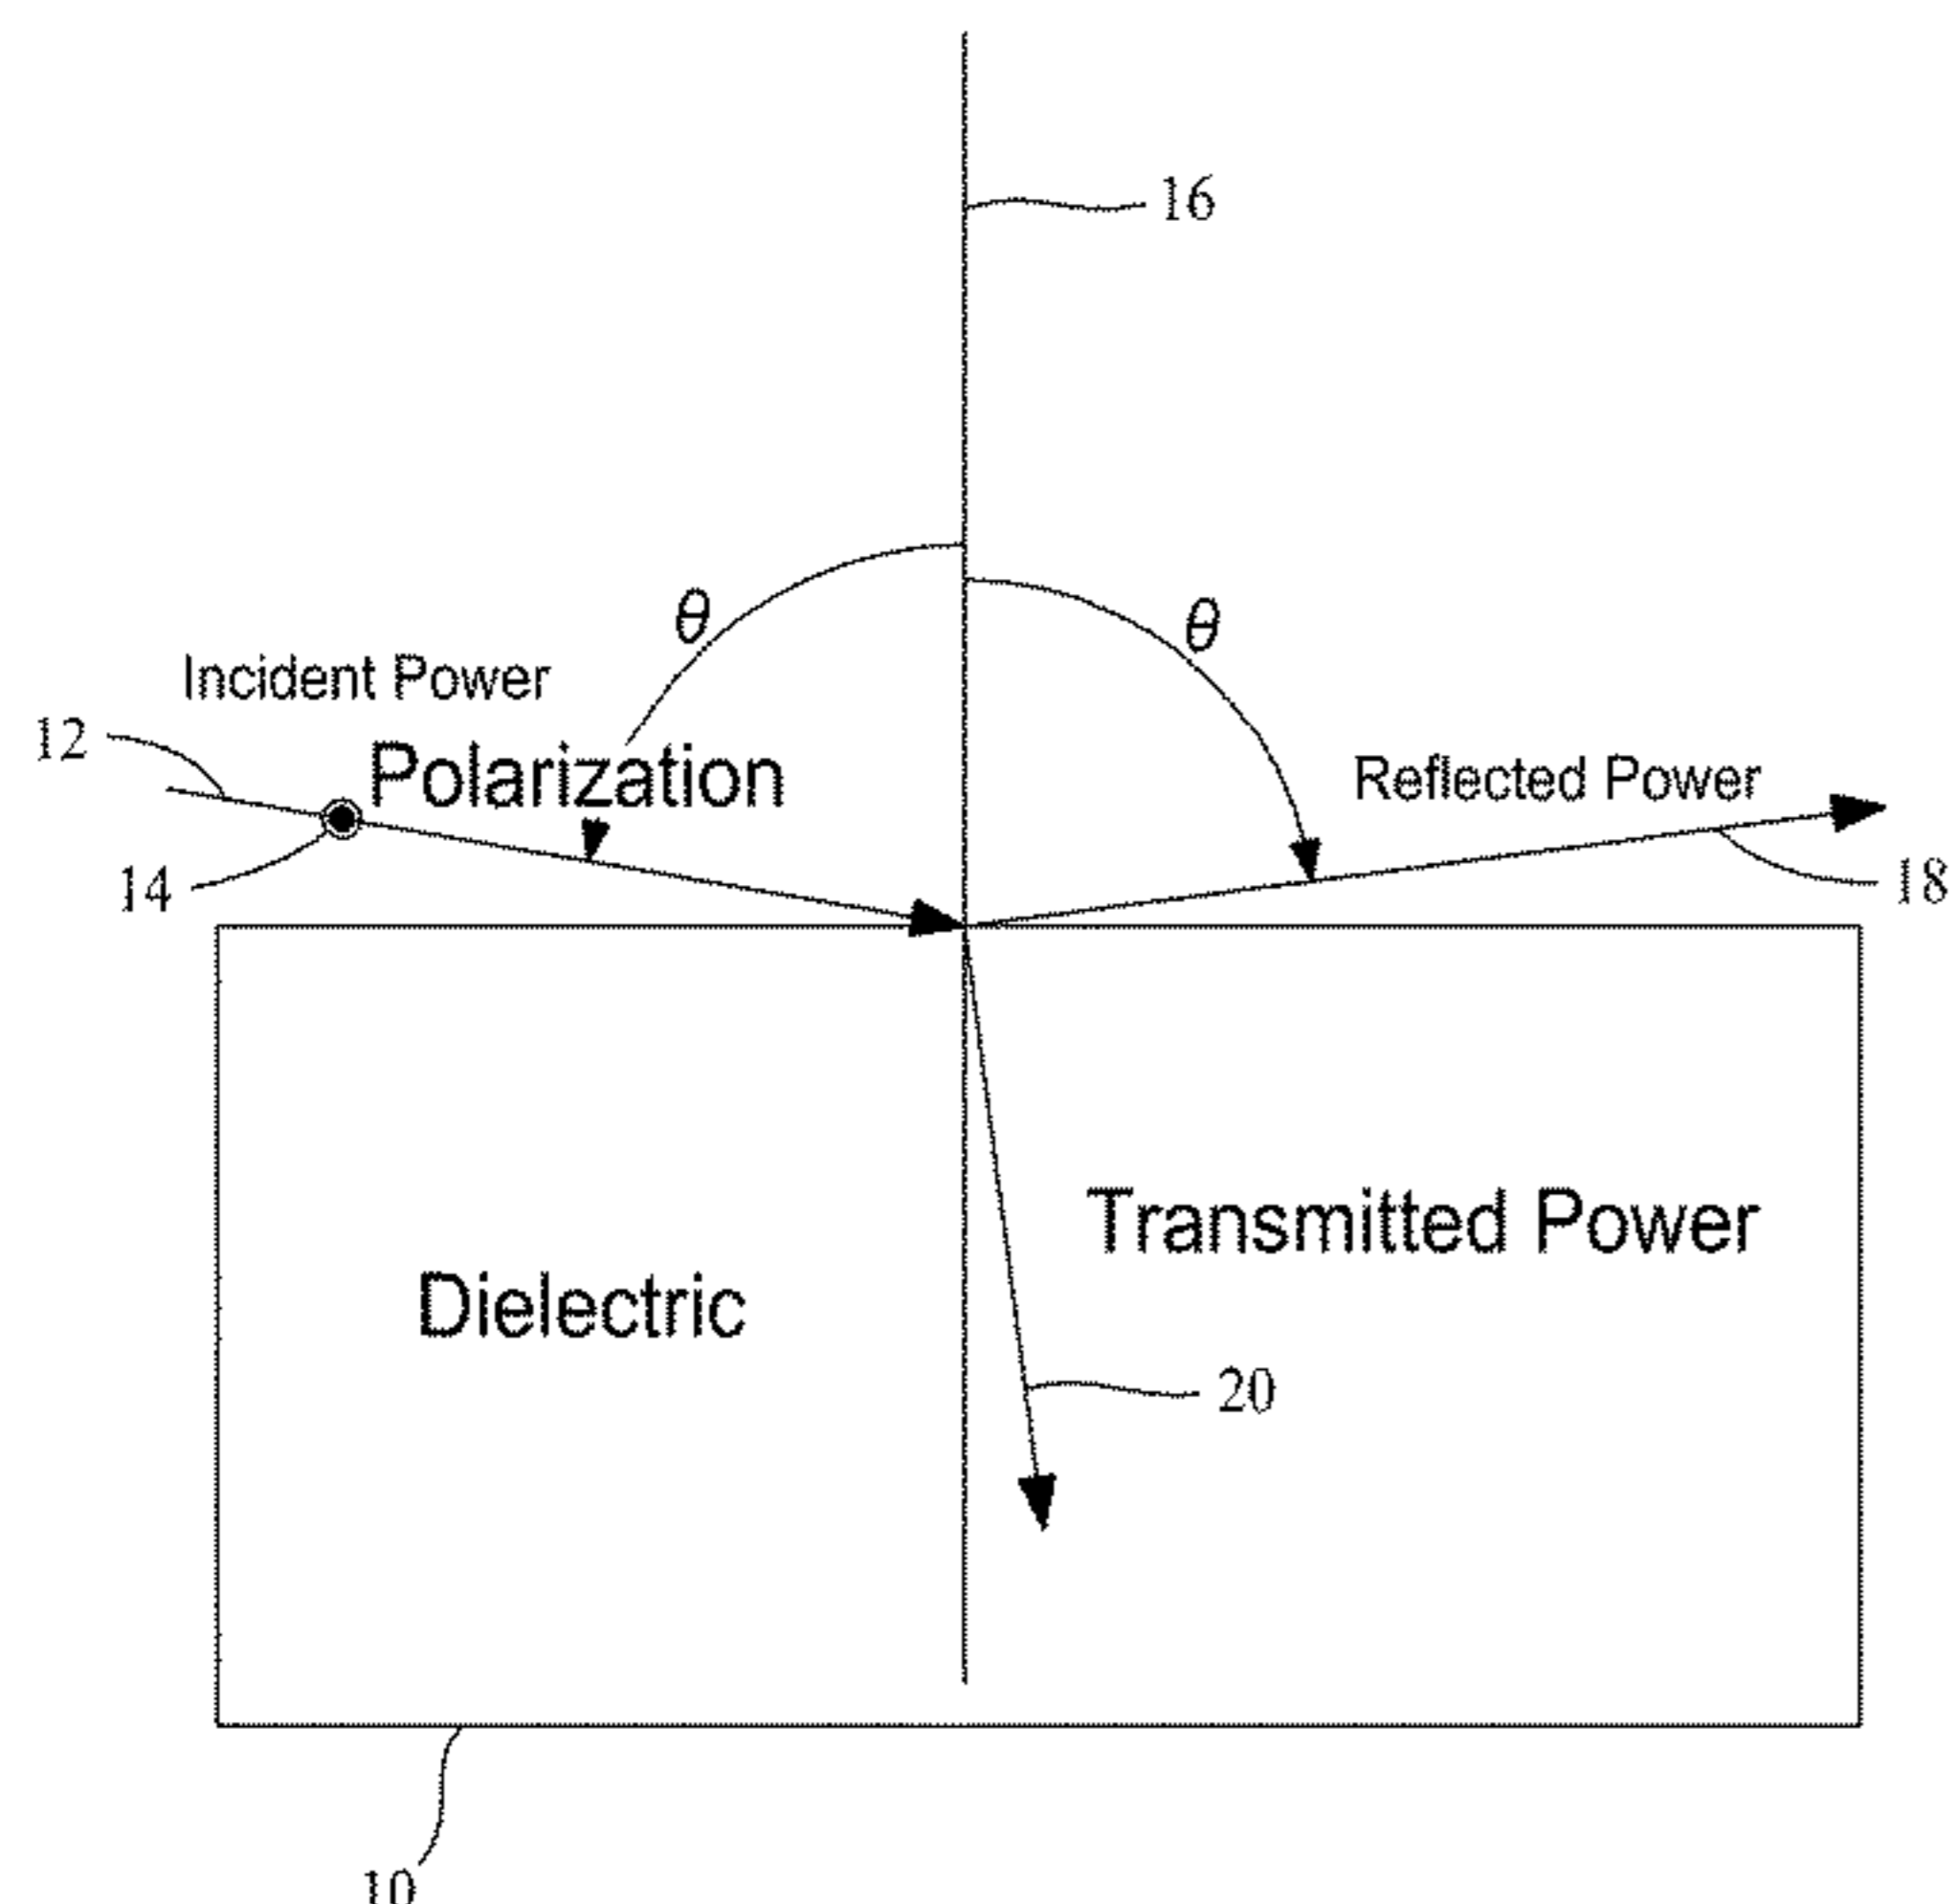 16
θ
θ
Incident Power
12
Polarization
Reflected Power
14
18
Transmitted Power
Dielectric
20
10